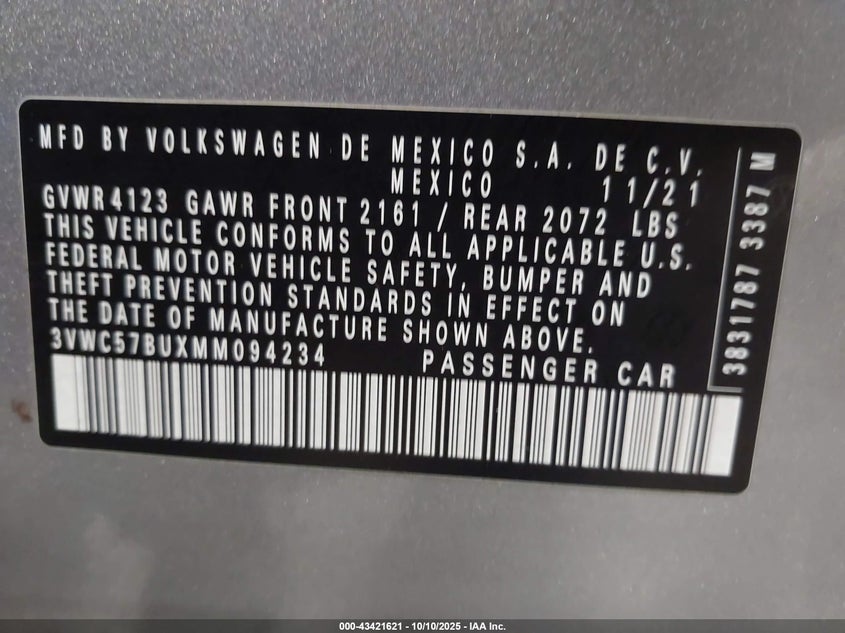 MFD BY VOLKSWAGEN DE MEXICO S.A. DE C.V.
MEXICO 11/21
GVWR 4123 GAWR FRONT 2161 / REAR 2072 LBS
THIS VEHICLE CONFORMS TO ALL APPLICABLE U.S.
FEDERAL MOTOR VEHICLE SAFETY, BUMPER AND
THEFT PREVENTION STANDARDS IN EFFECT ON
THE DATE OF MANUFACTURE SHOWN ABOVE.
3VWC57BUXMM094234 PASSENGER CAR
3831787 3387 M
000-43421621 | 10/10/2025 - IAA Inc.